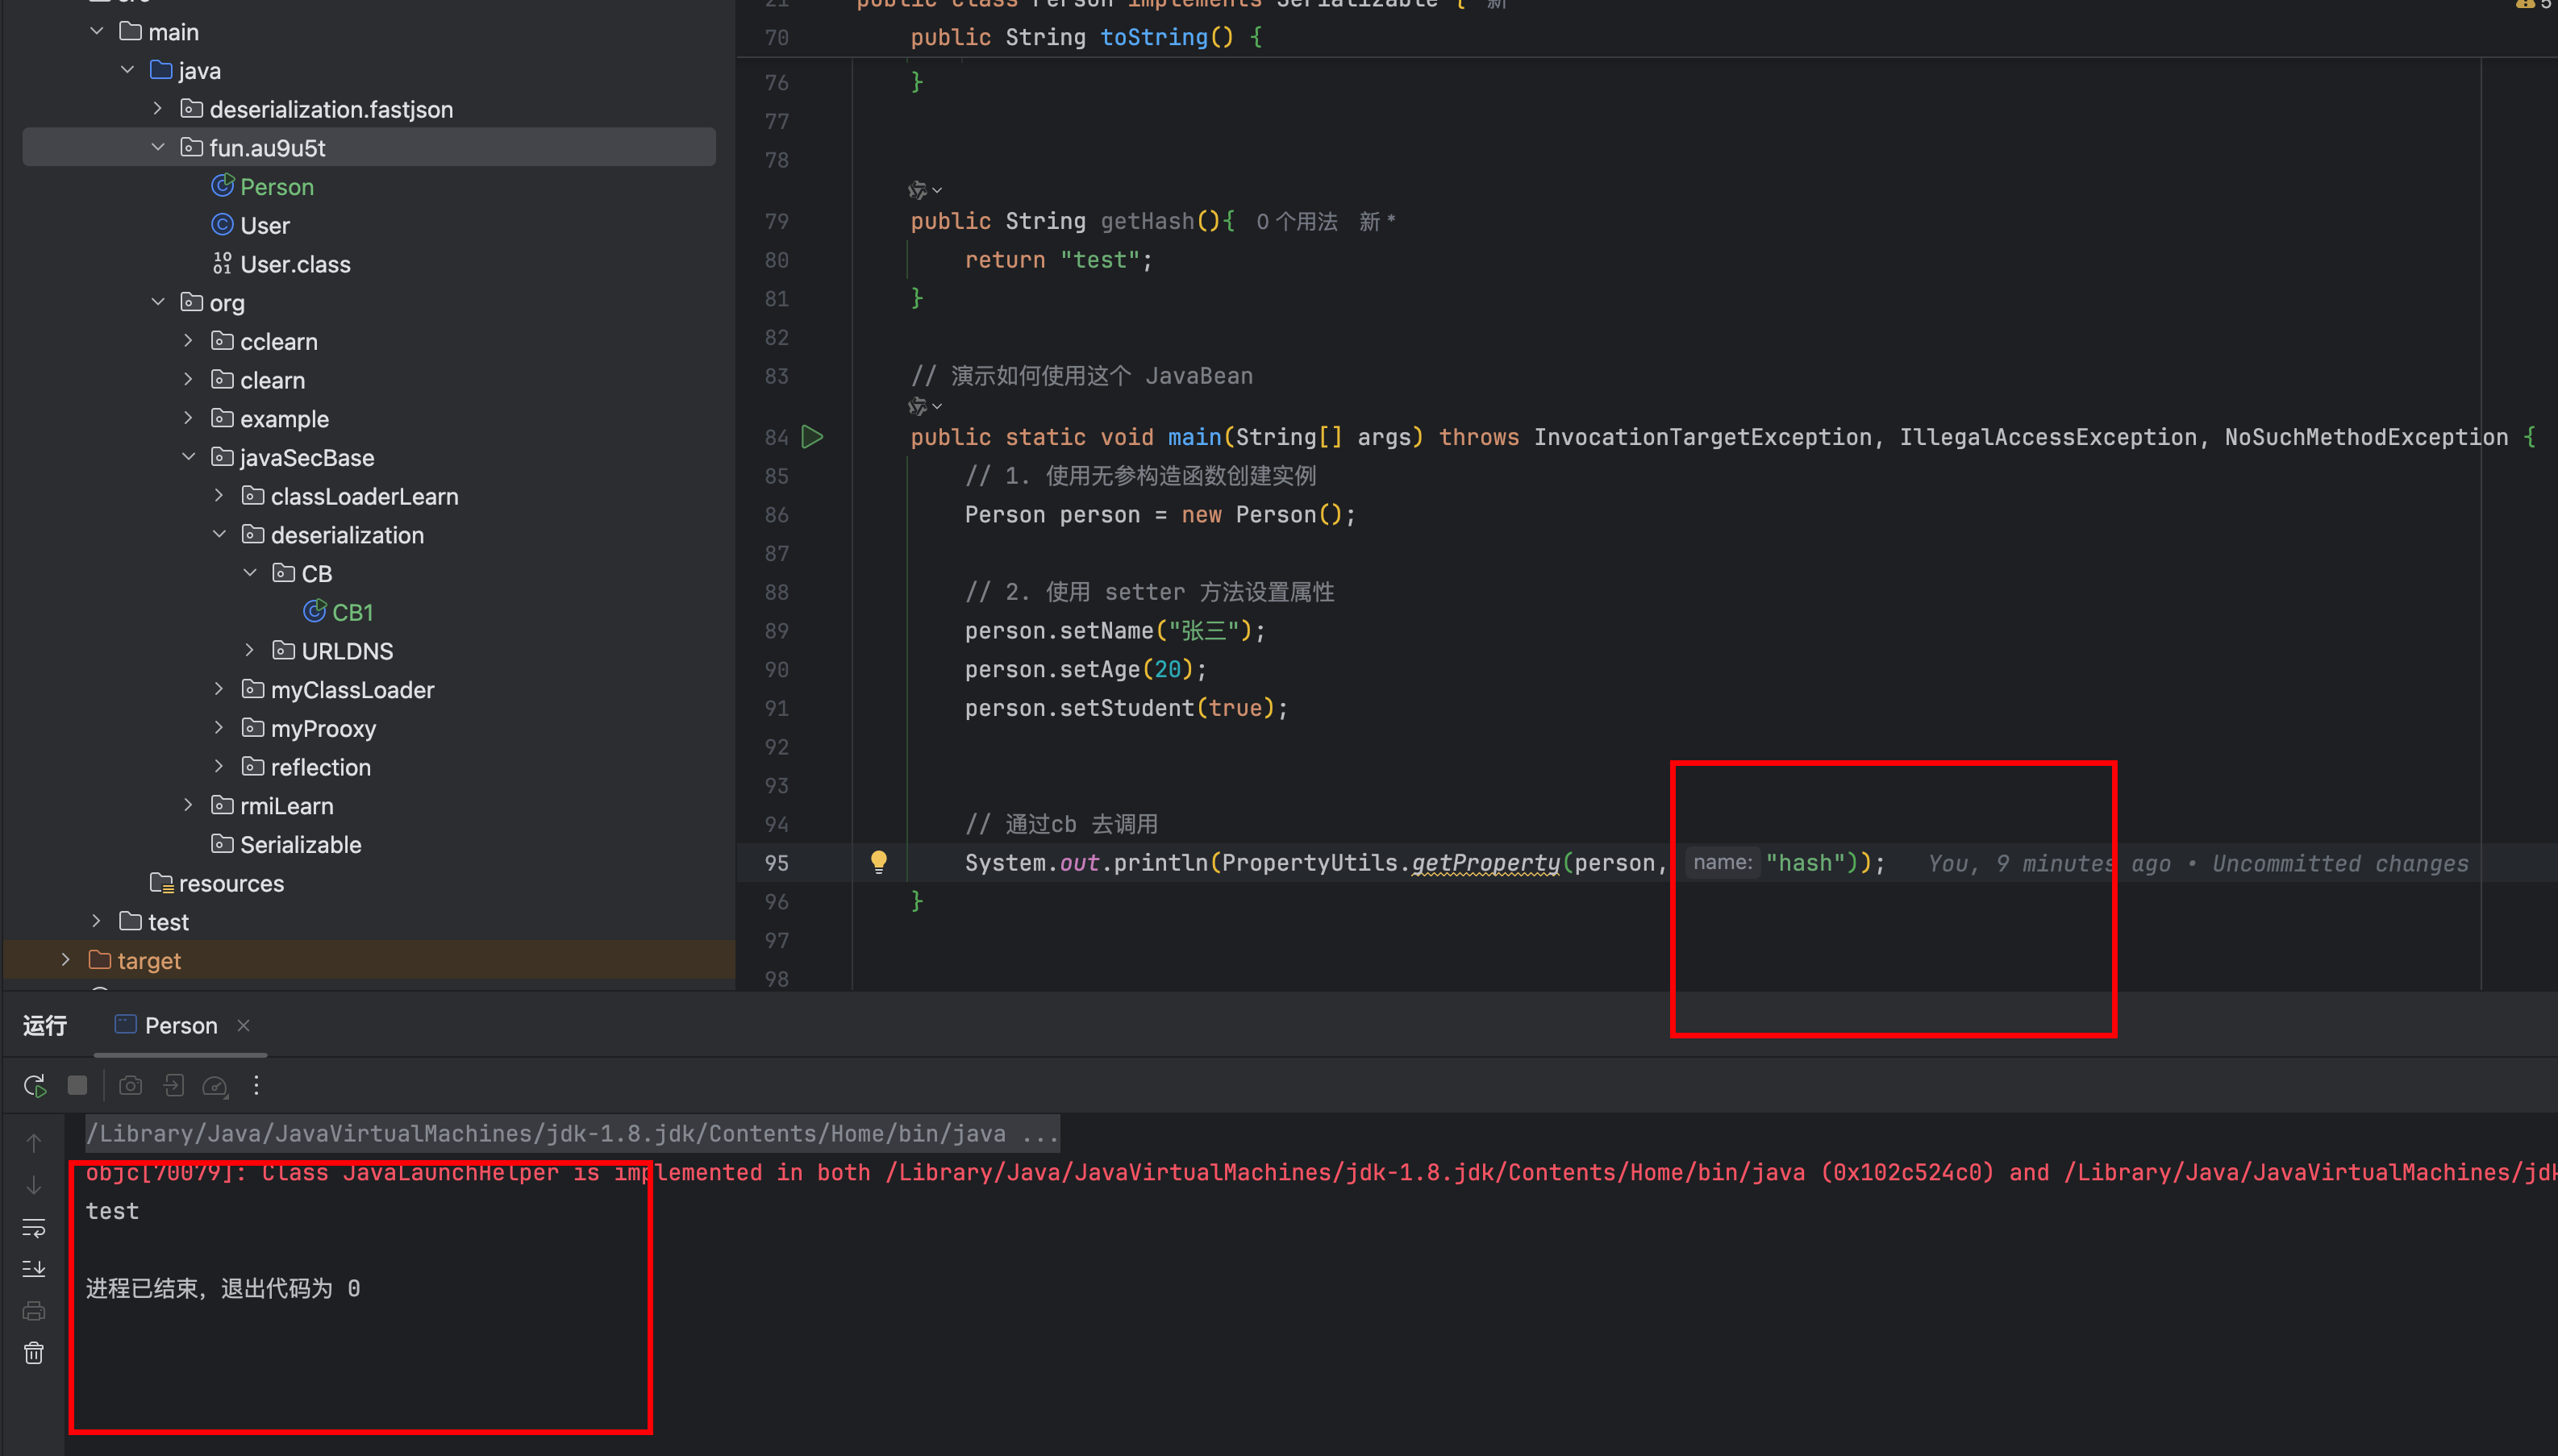 main
java
deserialization.fastjson
fun.au9u5t
Person
User
User.class
org
cclearn
clearn
example
javaSecBase
classLoaderLearn
deserialization
CB
CB1
URLDNS
myClassLoader
myProoxy
reflection
rmiLearn
Serializable
resources
test
target
21 public class Person implements Serializable { 新
5
70 public String toString() {
76 }
77
78
79 public String getHash(){ 0 个用法 新 *
80 return "test";
81 }
82
83 // 演示如何使用这个 JavaBean
84 public static void main(String[] args) throws InvocationTargetException, IllegalAccessException, NoSuchMethodException {
85 // 1. 使用无参构造函数创建实例
86 Person person = new Person();
87
88 // 2. 使用 setter 方法设置属性
89 person.setName("张三");
90 person.setAge(20);
91 person.setStudent(true);
92
93
94 // 通过cb 去调用
95 System.out.println(PropertyUtils.getProperty(person, name: "hash")); You, 9 minutes ago • Uncommitted changes
96 }
97
98
运行 Person
/Library/Java/JavaVirtualMachines/jdk-1.8.jdk/Contents/Home/bin/java ...
objc[70079]: Class JavaLaunchHelper is implemented in both /Library/Java/JavaVirtualMachines/jdk-1.8.jdk/Contents/Home/bin/java (0x102c524c0) and /Library/Java/JavaVirtualMachines/jd
test
进程已结束，退出代码为 0